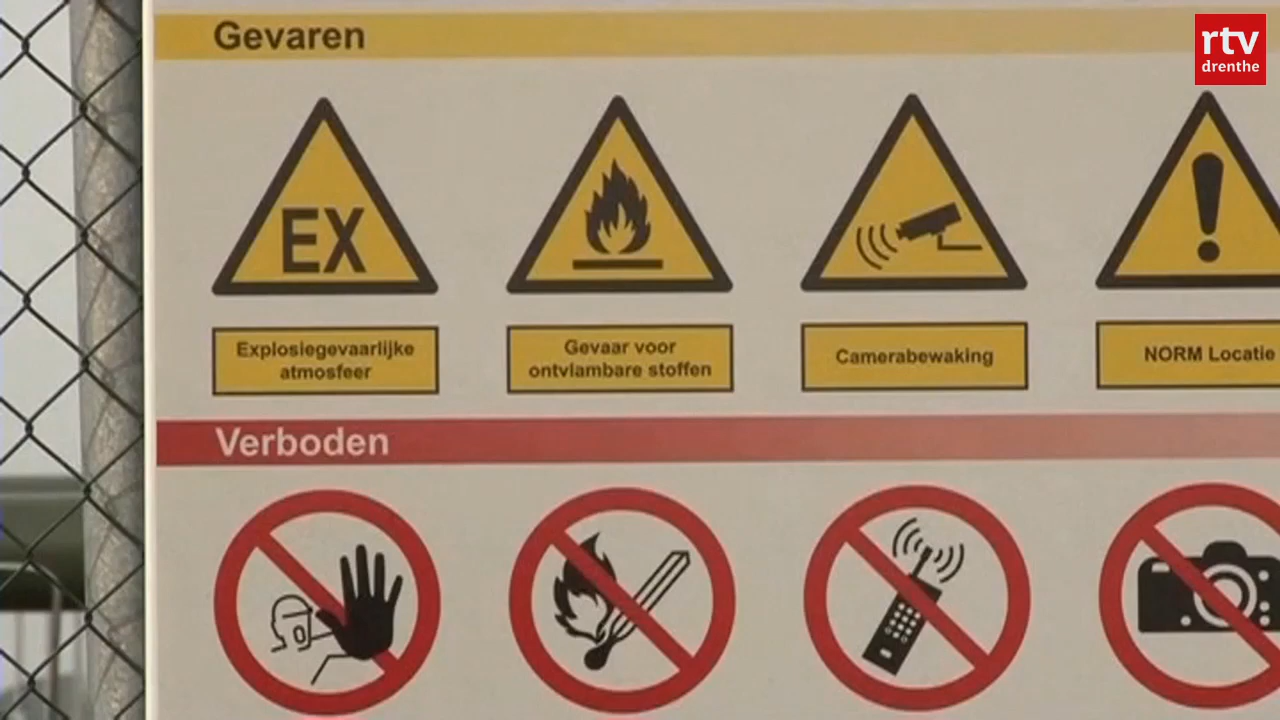 Gevaren
rtv
drenthe
EX
Explosiegevaarlijke
atmosfeer
Gevaar voor
ontvlambare stoffen
Camerabewaking
NORM Locatie
Verboden